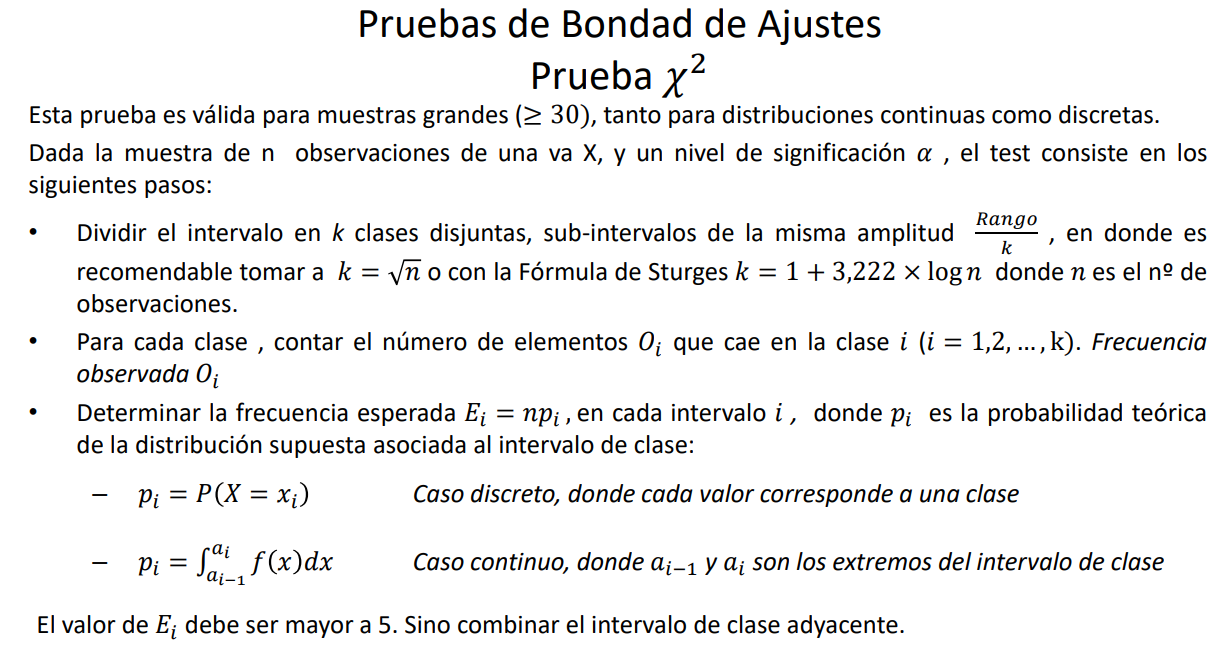 Pruebas de Bondad de Ajustes
Prueba χ²
Esta prueba es válida para muestras grandes (≥ 30), tanto para distribuciones continuas como discretas.
Dada la muestra de n observaciones de una va X, y un nivel de significación α , el test consiste en los
siguientes pasos:
• Dividir el intervalo en k clases disjuntas, sub-intervalos de la misma amplitud Rango/k , en donde es
recomendable tomar a k = √n o con la Fórmula de Sturges k = 1 + 3,222 × log n donde n es el nº de
observaciones.
• Para cada clase , contar el número de elementos Oᵢ que cae en la clase i (i = 1,2, … , k). Frecuencia
observada Oᵢ
• Determinar la frecuencia esperada Eᵢ = npᵢ , en cada intervalo i , donde pᵢ es la probabilidad teórica
de la distribución supuesta asociada al intervalo de clase:
– pᵢ = P(X = xᵢ) Caso discreto, donde cada valor corresponde a una clase
– pᵢ = ∫_{aᵢ₋₁}^{aᵢ} f(x)dx Caso continuo, donde aᵢ₋₁ y aᵢ son los extremos del intervalo de clase
El valor de Eᵢ debe ser mayor a 5. Sino combinar el intervalo de clase adyacente.